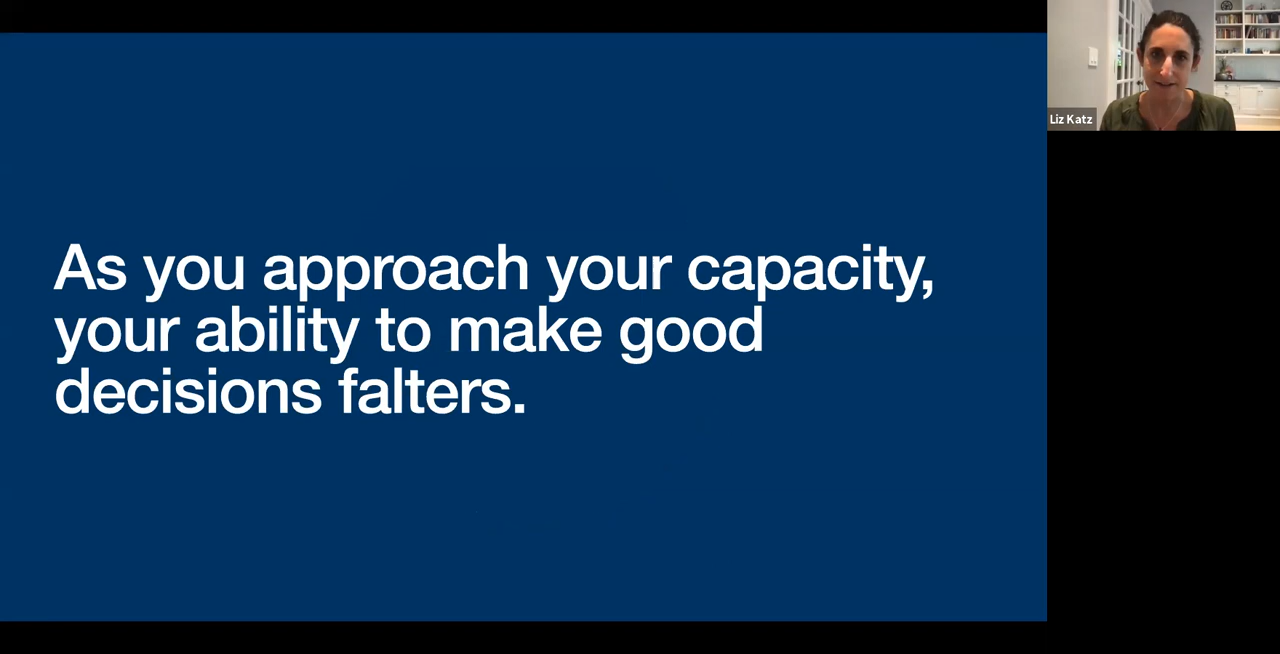 As you approach your capacity,
your ability to make good
decisions falters.
Liz Katz